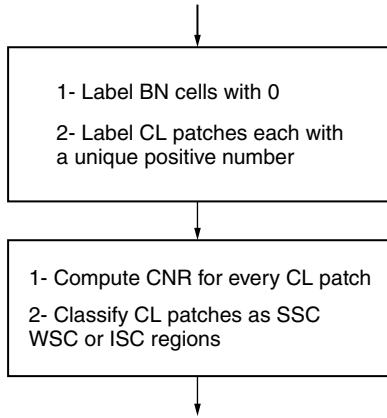 1- Label BN cells with 0
2- Label CL patches each with
a unique positive number
1- Compute CNR for every CL patch
2- Classify CL patches as SSC
WSC or ISC regions